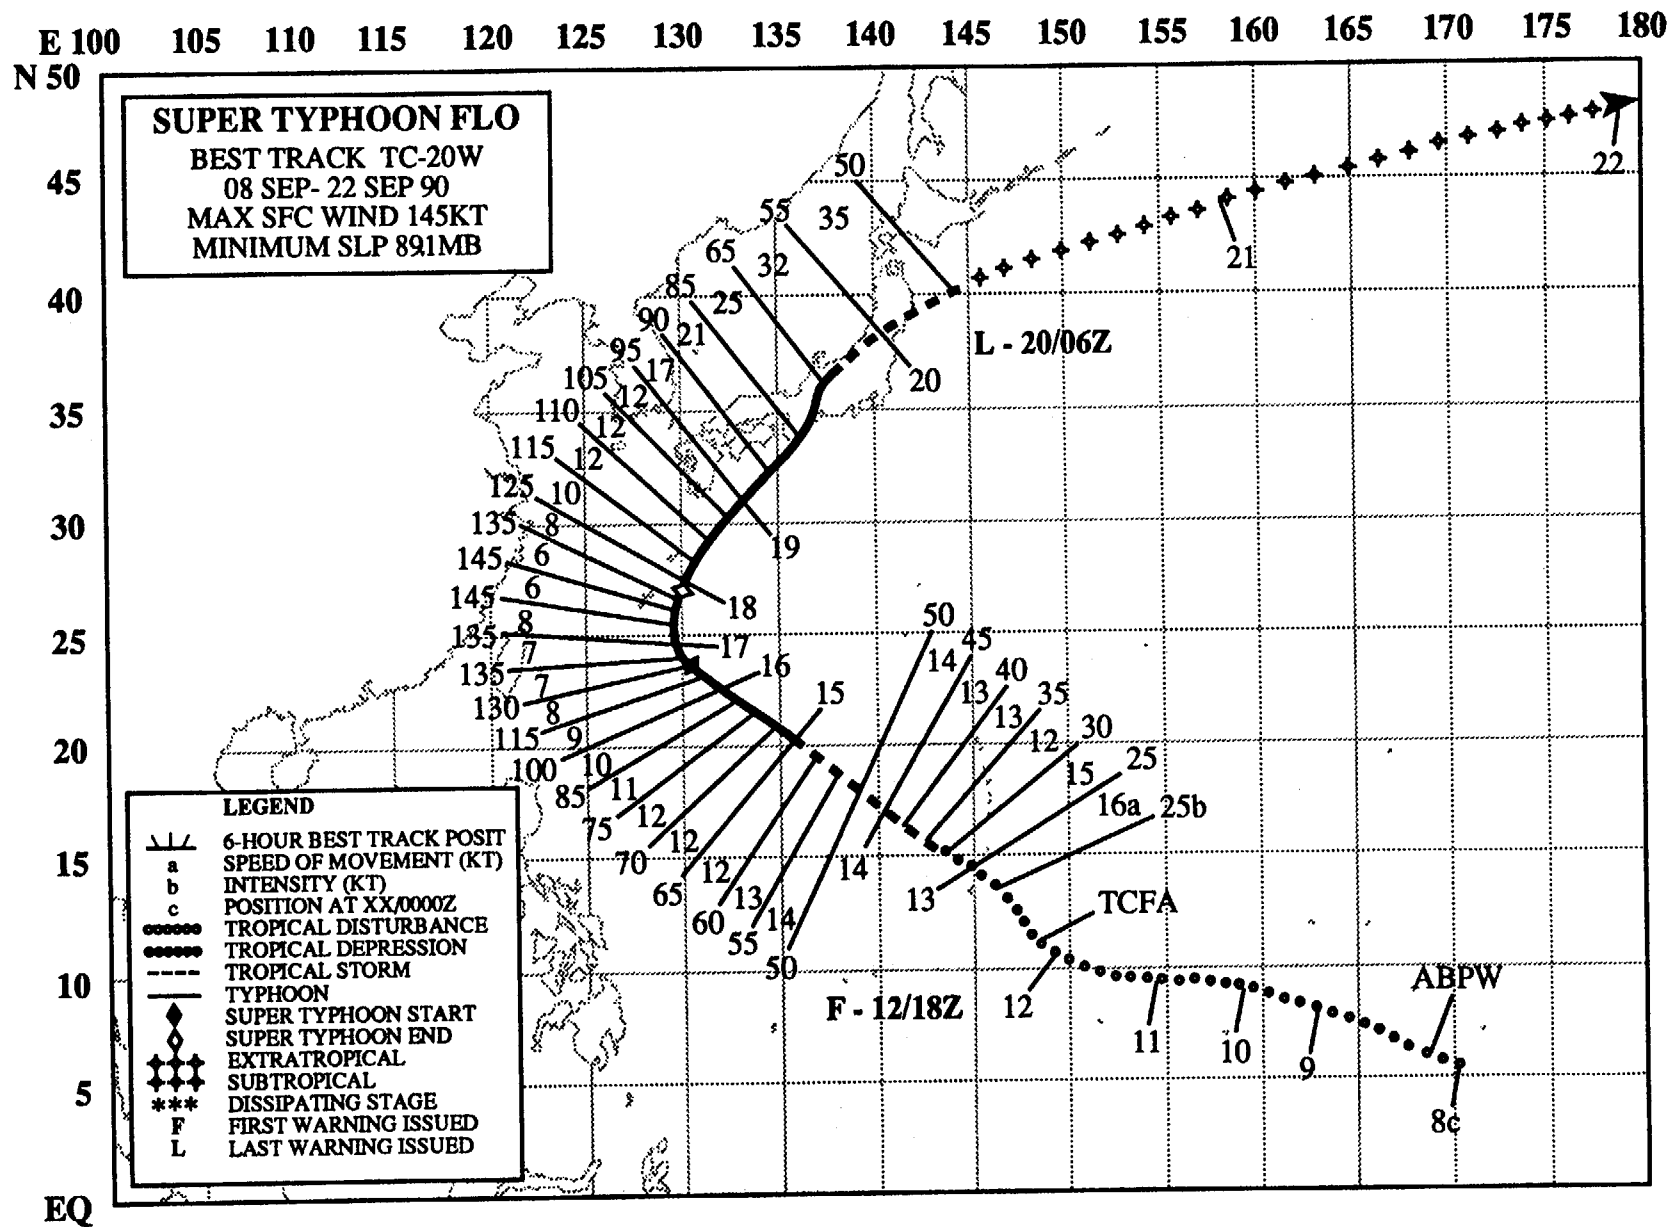 E 100 105 110 115 120 125 130 135 140 145 150 155 160 165 170 175 180
N 50
SUPER TYPHOON FLO
BEST TRACK TC-20W
08 SEP- 22 SEP 90
MAX SFC WIND 145KT
MINIMUM SLP 891MB
45
40
35
30
25
20
15
10
5
EQ
22
21
50
35
55
32
65
25
85
21
90
17
95
12
105
12
110
12
115
10
125
8
135
6
145
6
145
8
135
7
135
7
130
8
115
9
100
10
85
11
75
12
70
12
65
12
60
13
55
14
50
L - 20/06Z
20
19
18
17
16
15
50
14
45
13
40
13
35
12
30
15
25
16a
25b
14
13
TCFA
F - 12/18Z
12
11
10
9
ABPW
8c
LEGEND
6-HOUR BEST TRACK POSIT
a SPEED OF MOVEMENT (KT)
b INTENSITY (KT)
c POSITION AT XX/0000Z
TROPICAL DISTURBANCE
TROPICAL DEPRESSION
TROPICAL STORM
TYPHOON
SUPER TYPHOON START
SUPER TYPHOON END
EXTRATROPICAL
SUBTROPICAL
*** DISSIPATING STAGE
F FIRST WARNING ISSUED
L LAST WARNING ISSUED